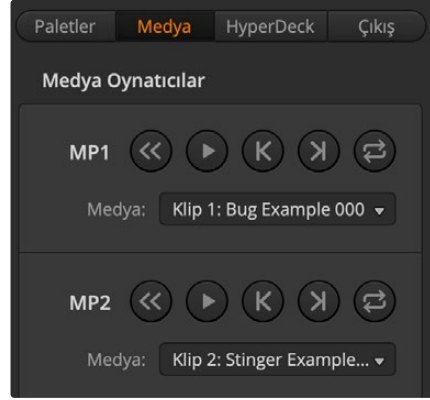 Paletler Medya HyperDeck Çıkış
Medya Oynatıcılar
MP1
Medya: Klip 1: Bug Example 000
MP2
Medya: Klip 2: Stinger Example...